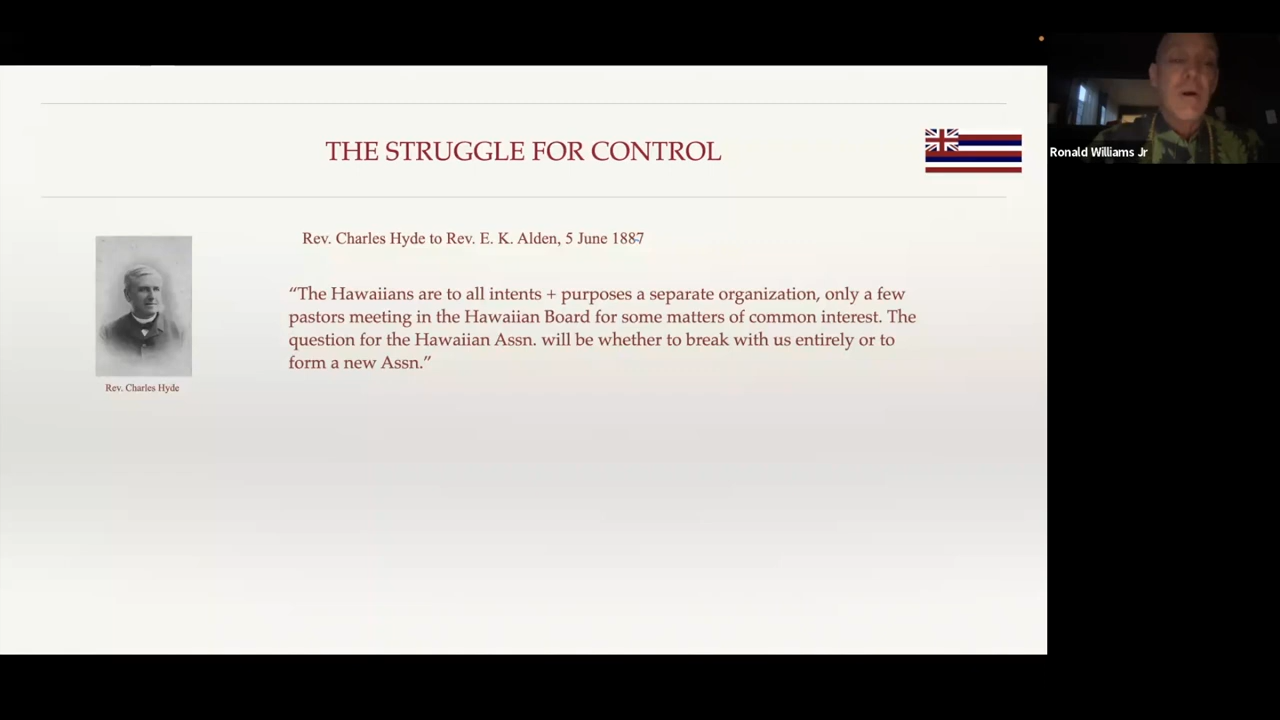 THE STRUGGLE FOR CONTROL
Ronald Williams Jr
Rev. Charles Hyde to Rev. E. K. Alden, 5 June 1887
“The Hawaiians are to all intents + purposes a separate organization, only a few
pastors meeting in the Hawaiian Board for some matters of common interest. The
question for the Hawaiian Assn. will be whether to break with us entirely or to
form a new Assn.”
Rev. Charles Hyde